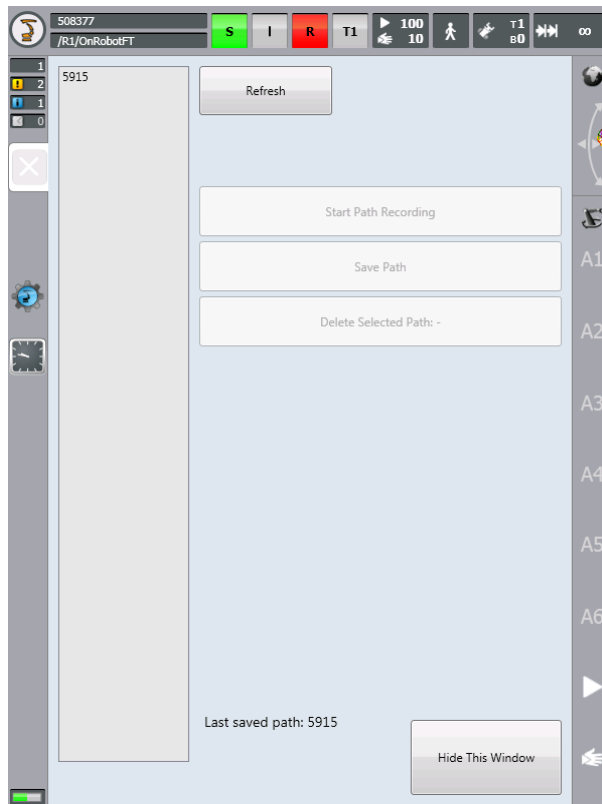 508377
/R1/OnRobotFT
S
I
R
T1
100
10
T1
B0
∞
1
2
1
0
5915
Refresh
Start Path Recording
Save Path
Delete Selected Path: -
A1
A2
A3
A4
A5
A6
Last saved path: 5915
Hide This Window